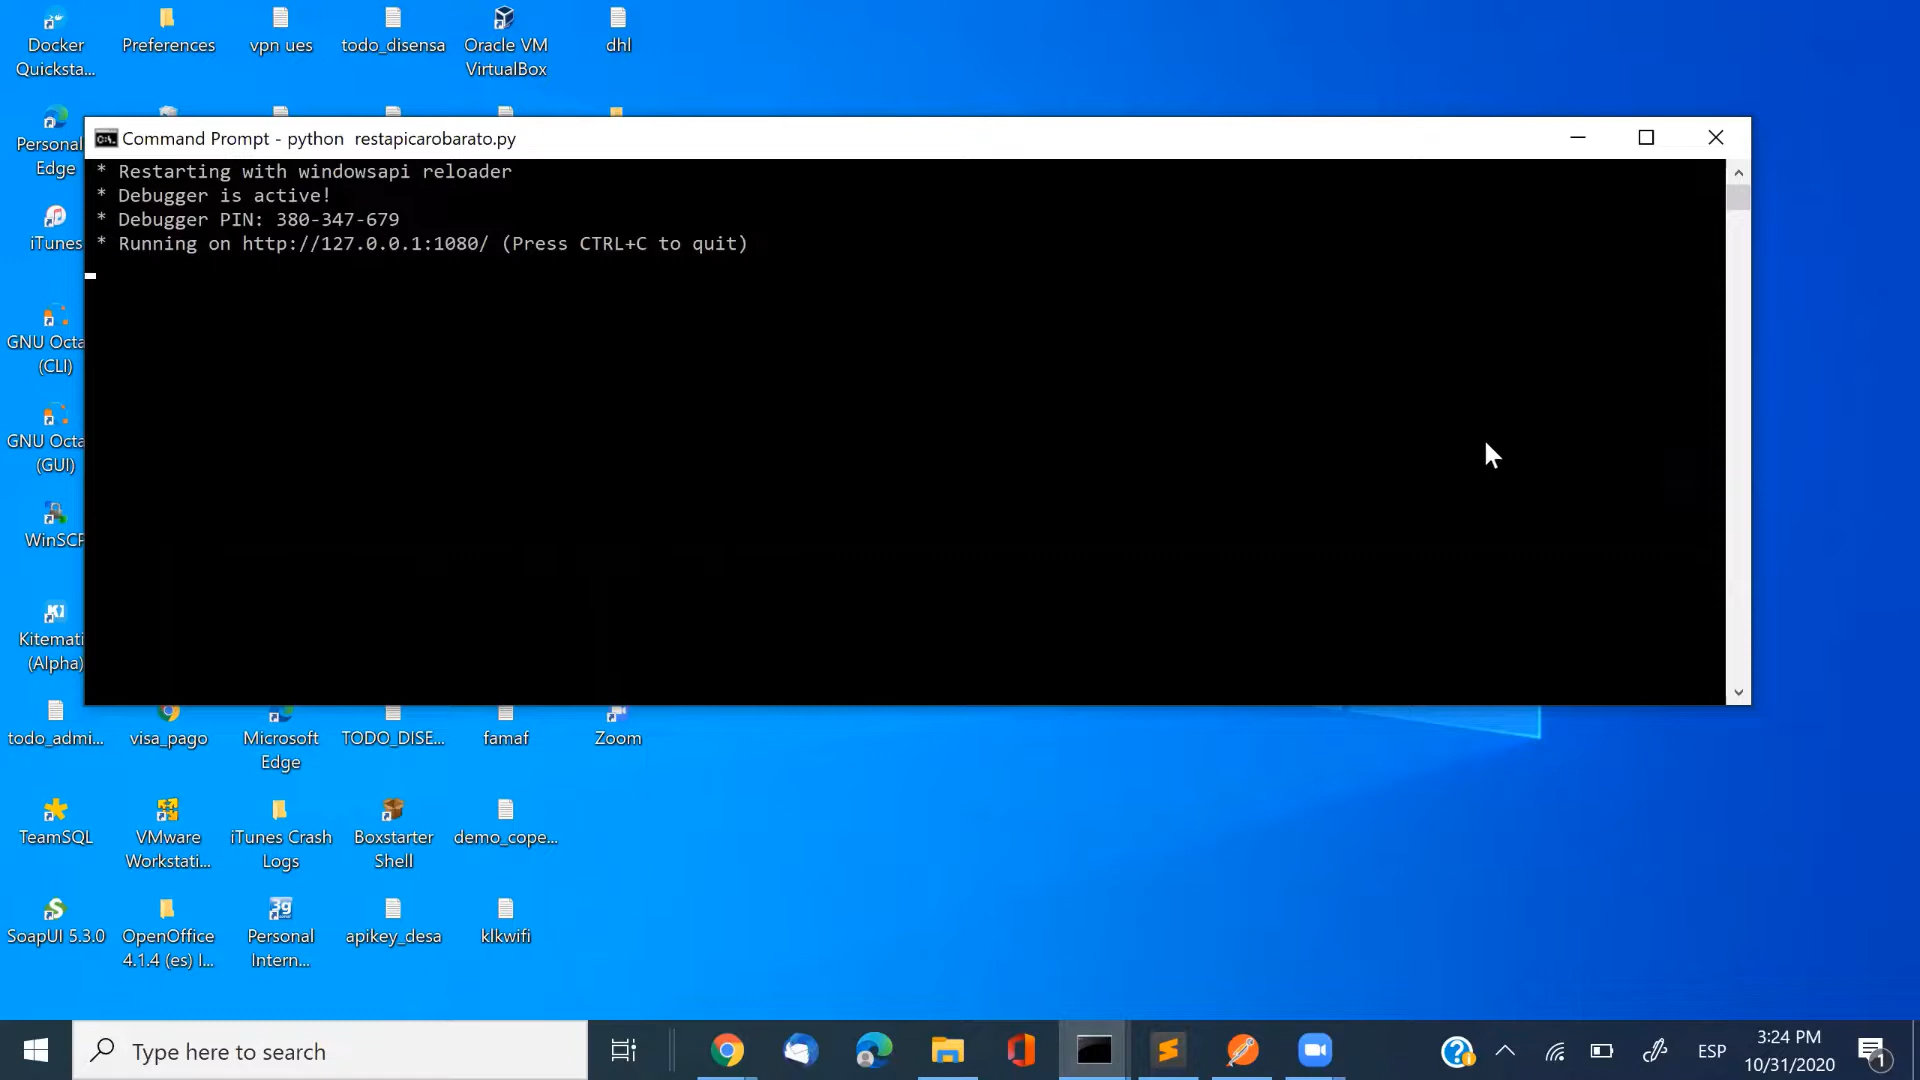 Docker
Quicksta...
Preferences
vpn ues
todo_disensa
Oracle VM
VirtualBox
dhl
Personal
Edge
iTunes
GNU Octa
(CLI)
GNU Octa
(GUI)
WinSCP
Kitemati
(Alpha)
Command Prompt - python  restapicarobarato.py
* Restarting with windowsapi reloader
* Debugger is active!
* Debugger PIN: 380-347-679
* Running on http://127.0.0.1:1080/ (Press CTRL+C to quit)
todo_admi...
visa_pago
Microsoft
Edge
TODO_DISE...
famaf
Zoom
TeamSQL
VMware
Workstati...
iTunes Crash
Logs
Boxstarter
Shell
demo_cope...
SoapUI 5.3.0
OpenOffice
4.1.4 (es) I...
3g
Personal
Intern...
apikey_desa
klkwifi
Type here to search
ESP
3:24 PM
10/31/2020
1